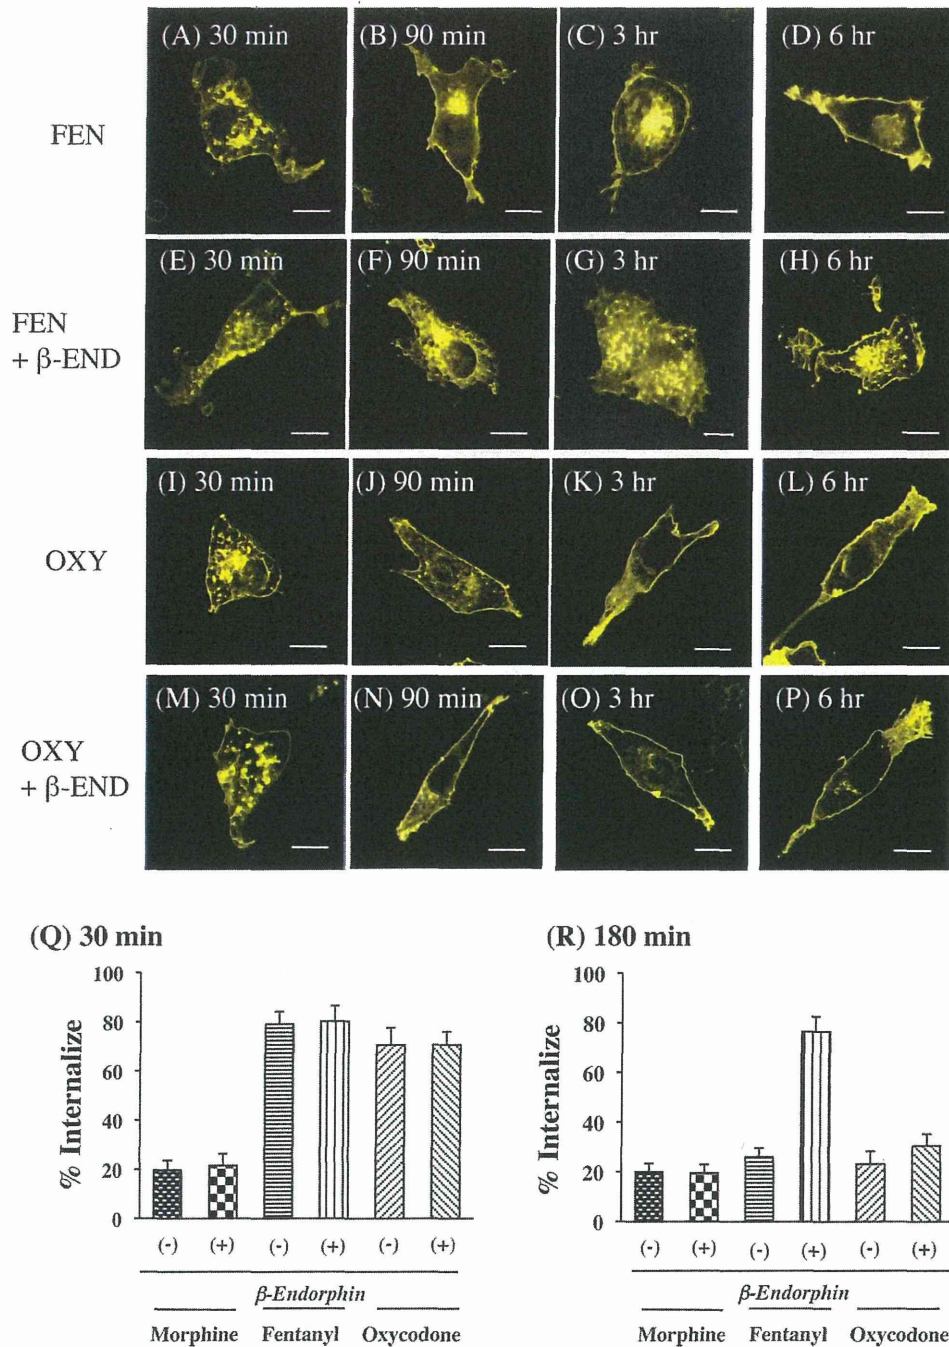 (A) 30 min
(B) 90 min
(C) 3 hr
(D) 6 hr
FEN
(E) 30 min
(F) 90 min
(G) 3 hr
(H) 6 hr
FEN
+ β-END
(I) 30 min
(J) 90 min
(K) 3 hr
(L) 6 hr
OXY
(M) 30 min
(N) 90 min
(O) 3 hr
(P) 6 hr
OXY
+ β-END
(Q) 30 min
% Internalize
100
80
60
40
20
0
(-) (+) (-) (+) (-) (+)
β-Endorphin
Morphine Fentanyl Oxycodone
(R) 180 min
% Internalize
100
80
60
40
20
0
(-) (+) (-) (+) (-) (+)
β-Endorphin
Morphine Fentanyl Oxycodone